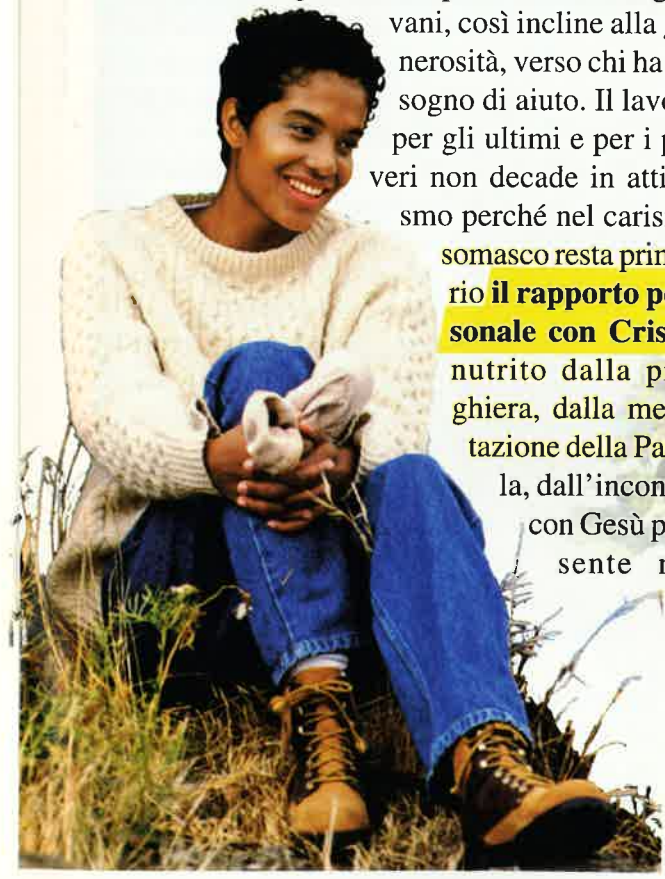 vani, così incline alla
nerosità, verso chi ha
sogno di aiuto. Il lav
per gli ultimi e per i
veri non decade in atti
smo perché nel caris
somasco resta prin
rio il rapporto pe
sonale con Cris
nutrito dalla p
ghiera, dalla me
tazione della Pa
la, dall'incon
con Gesù p
sente